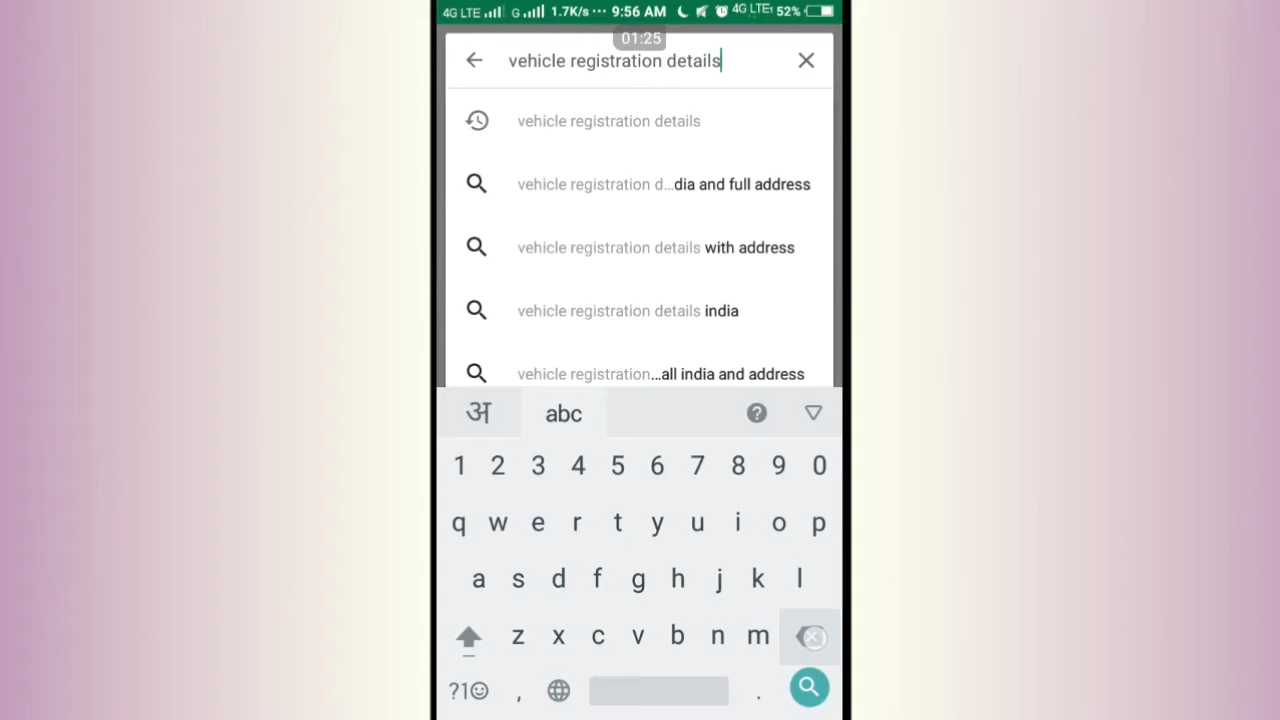 4G LTE G 1.7K/s ··· 9:56 AM 4G LTE 52%
01:25
vehicle registration details
vehicle registration details
vehicle registration d...dia and full address
vehicle registration details with address
vehicle registration details india
vehicle registration...all india and address
अ abc
1 2 3 4 5 6 7 8 9 0
q w e r t y u i o p
a s d f g h j k l
z x c v b n m
?1☺ , .